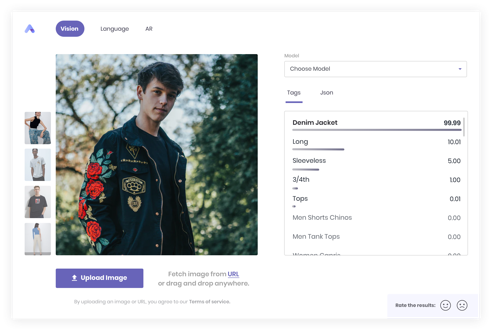 Vision
Language
All
Model
Choose Model
Tags
Json
Denim Jacket 99.99
Long 10.01
Sleeveless 5.00
3/4th 1.00
Tops 0.01
Men Shorts Chinos 0.00
Men Tank Tops 0.00
0.00
Upload Image
Fetch image from URL
or drag and drop anywhere.
By uploading an image or URL, you agree to our Terms of service.
Rate the results: